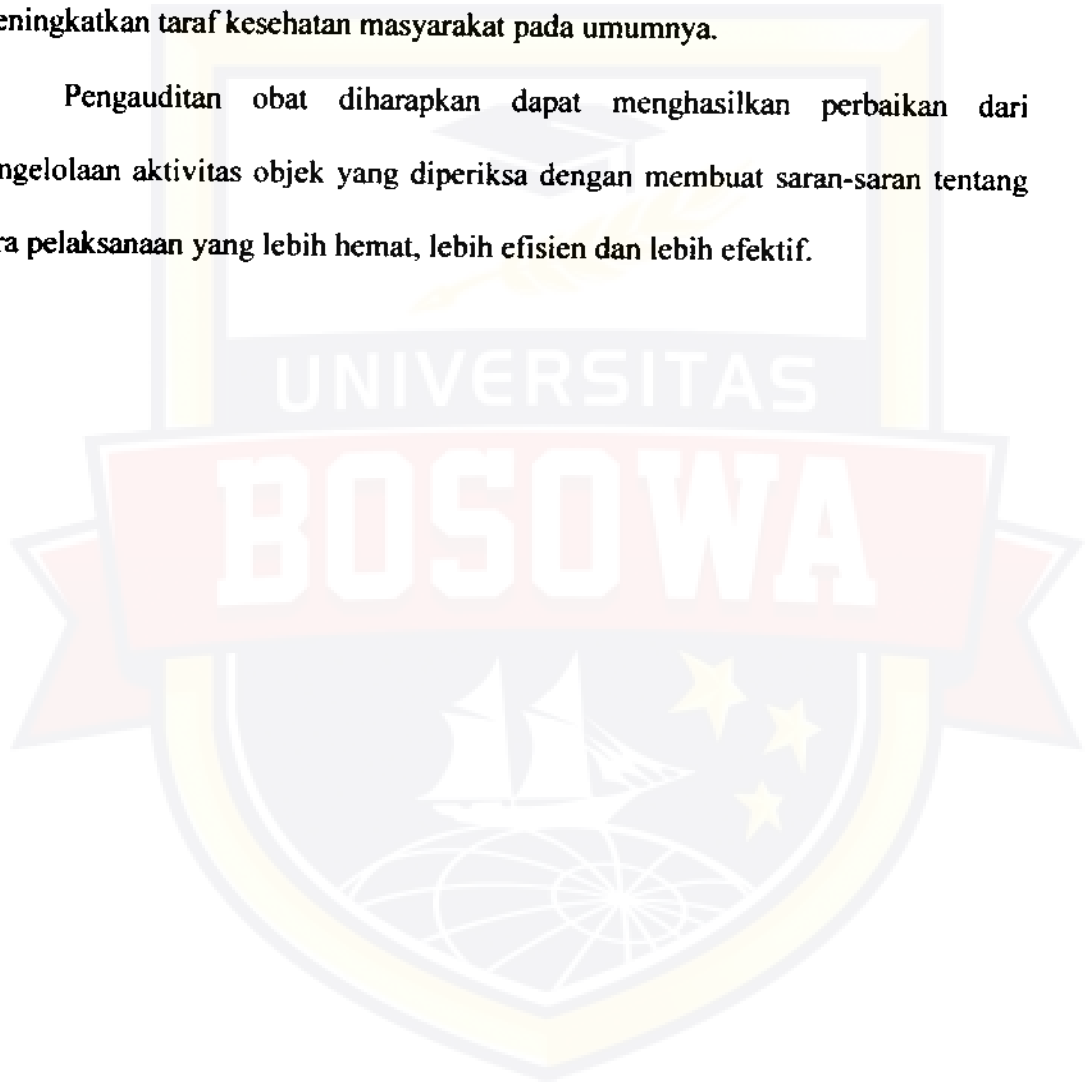 eningkatkan taraf kesehatan masyarakat pada umumnya.
Pengauditan obat diharapkan dapat menghasilkan perbaikan dari
ngelolaan aktivitas objek yang diperiksa dengan membuat saran-saran tentang
ra pelaksanaan yang lebih hemat, lebih efisien dan lebih efektif.
UNIVERSITAS
BOSOWA